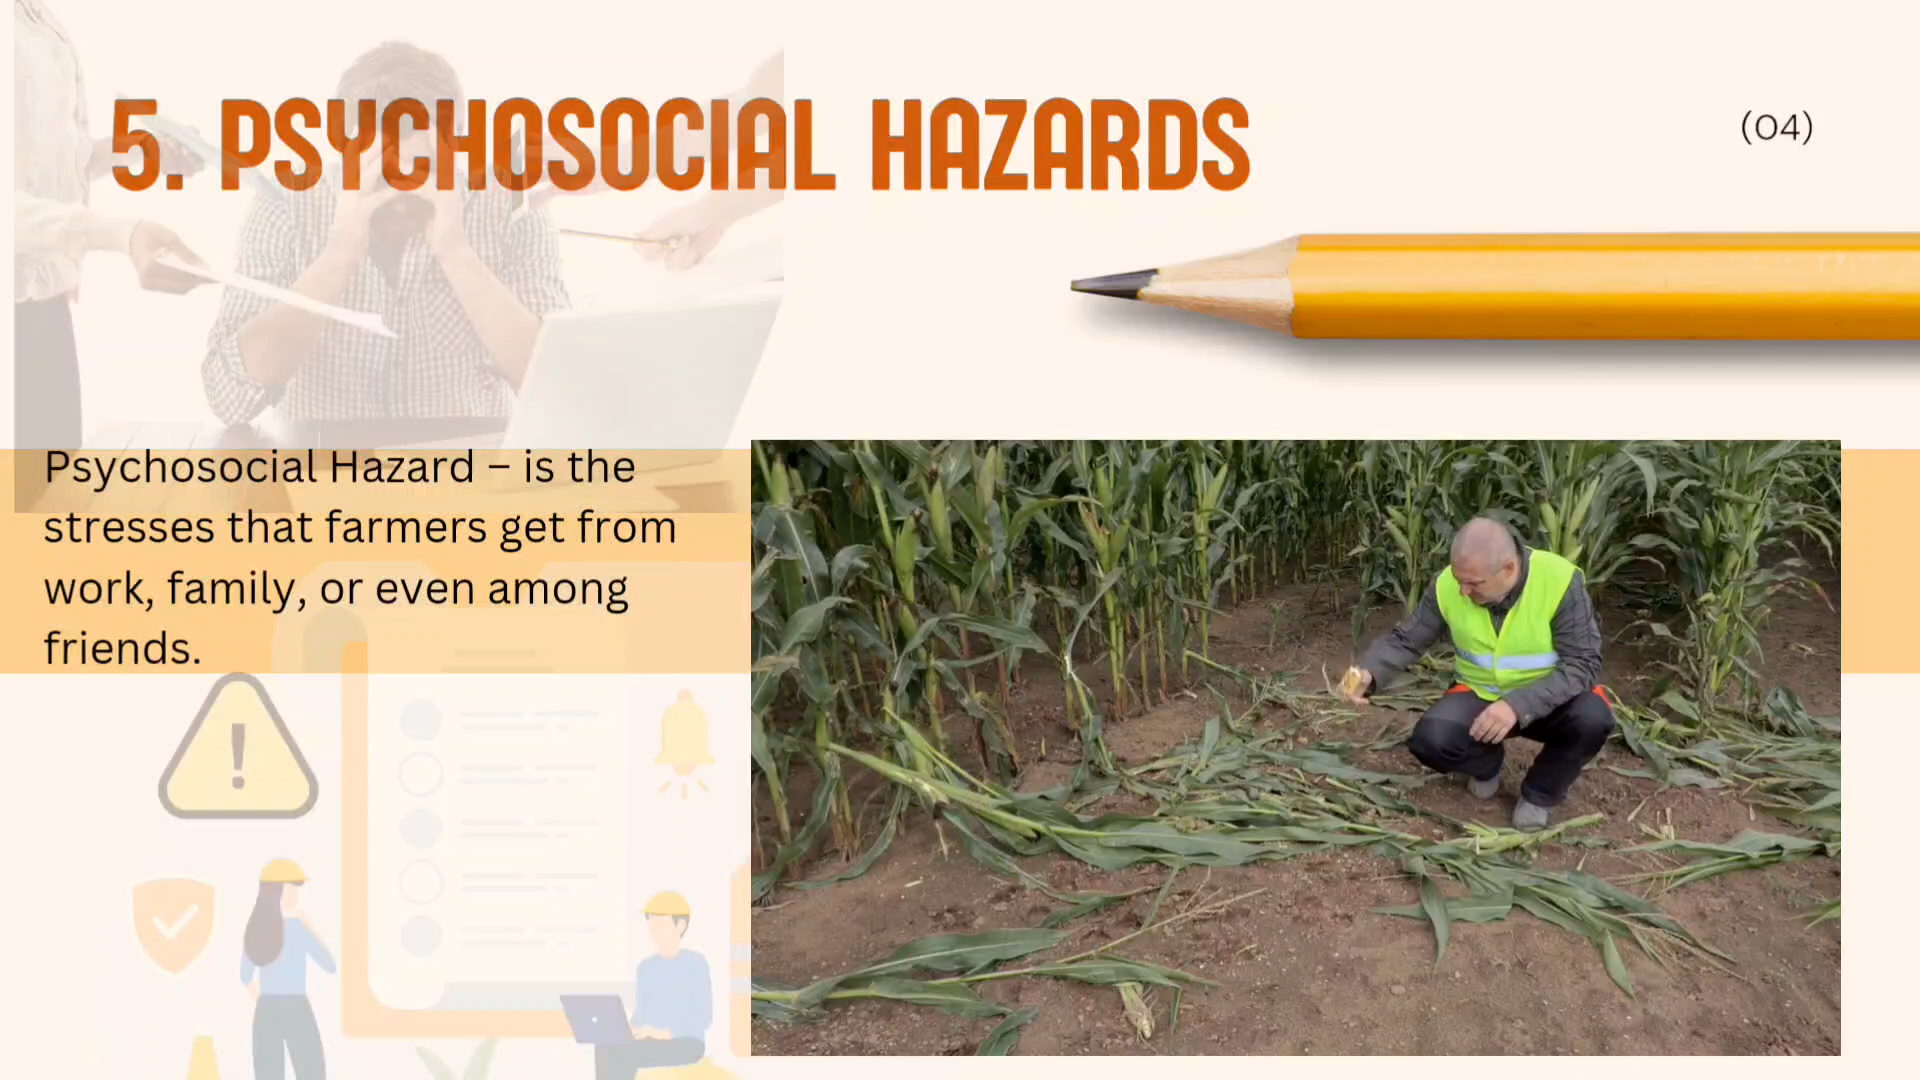 5. PSYCHOSOCIAL HAZARDS
(04)
Psychosocial Hazard – is the
stresses that farmers get from
work, family, or even among
friends.